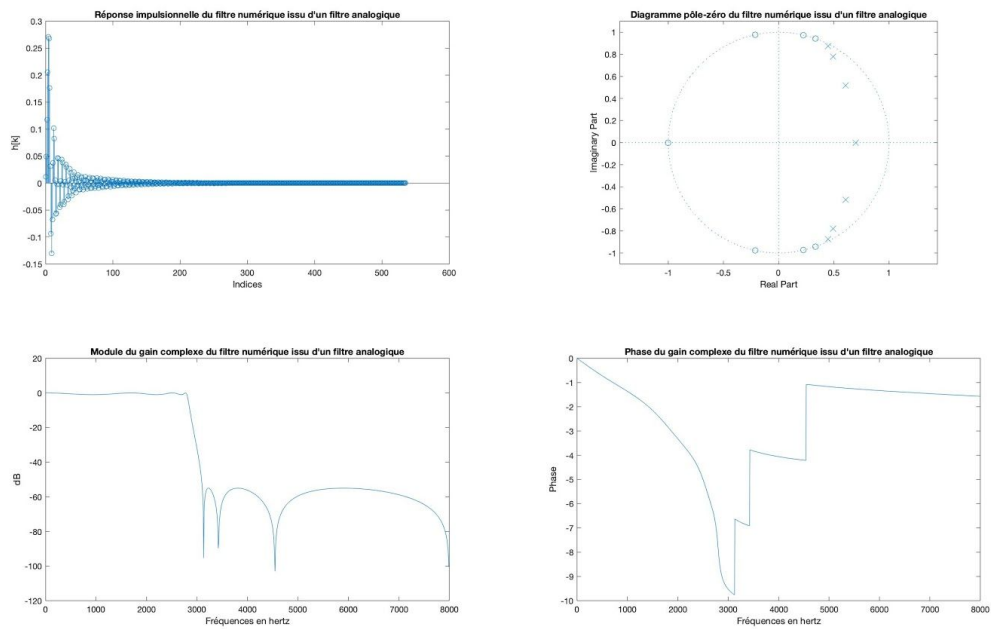 Réponse impulsionnelle du filtre numérique issu d'un filtre analogique
0.3
0.25
0.2
0.15
0.1
0.05
0
-0.05
-0.1
-0.15
h[k]
0 100 200 300 400 500 600
Indices
Diagramme pôle-zéro du filtre numérique issu d'un filtre analogique
1
0.8
0.6
0.4
0.2
0
-0.2
-0.4
-0.6
-0.8
-1
Imaginary Part
-1 -0.5 0 0.5 1
Real Part
Module du gain complexe du filtre numérique issu d'un filtre analogique
20
0
-20
-40
-60
-80
-100
-120
dB
0 1000 2000 3000 4000 5000 6000 7000 8000
Fréquences en hertz
Phase du gain complexe du filtre numérique issu d'un filtre analogique
0
-1
-2
-3
-4
-5
-6
-7
-8
-9
-10
Phase
0 1000 2000 3000 4000 5000 6000 7000 8000
Fréquences en hertz